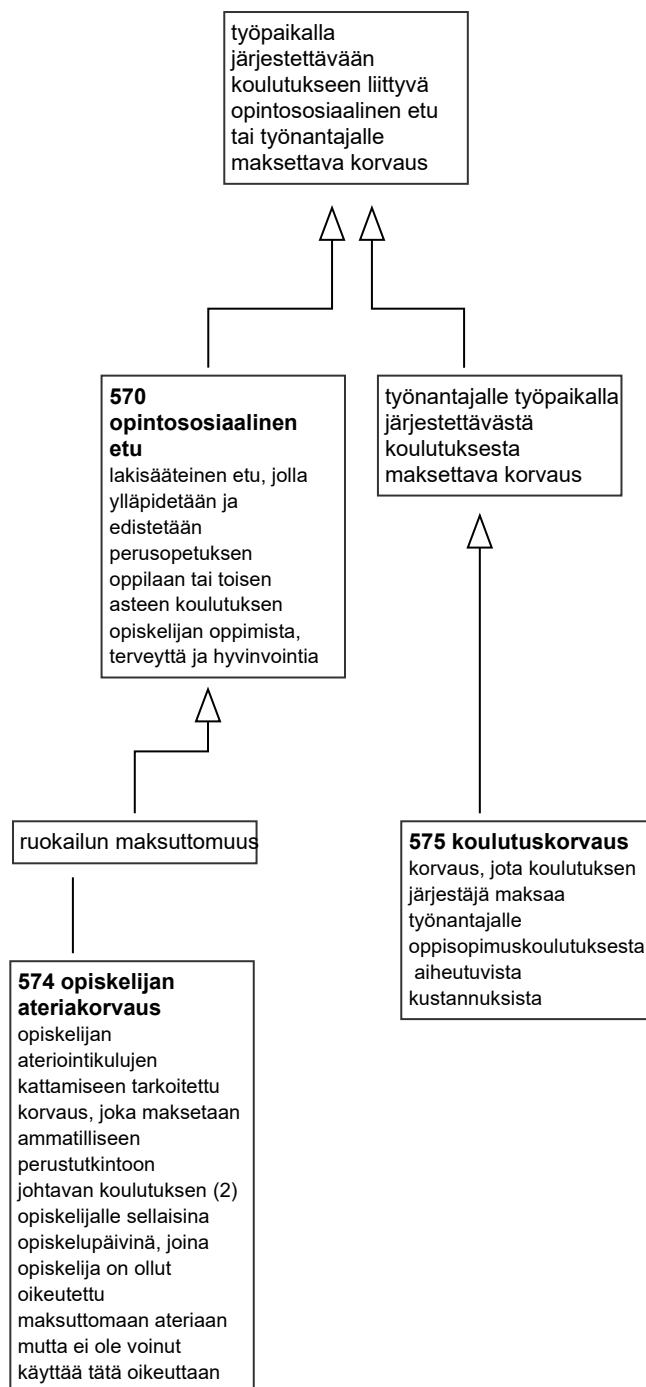 työpaikalla
järjestettävään
koulutukseen liittyvä
opintososiaalinen etu
tai työnantajalle
maksettava korvaus
570
opintososiaalinen
etu
lakisääteinen etu, jolla
ylläpidetään ja
edistetään
perusopetuksen
oppilaan tai toisen
asteen koulutuksen
opiskelijan oppimista,
terveyttä ja hyvinvointia
työnantajalle työpaikalla
järjestettävästä
koulutuksesta
maksettava korvaus
ruokailun maksuttomuus
575 koulutuskorvaus
korvaus, jota koulutuksen
järjestäjä maksaa
työnantajalle
oppisopimuskoulutuksesta
aiheutuvista
kustannuksista
574 opiskelijan
ateriakorvaus
opiskelijan
ateriointikulujen
kattamiseen tarkoitettu
korvaus, joka maksetaan
ammatilliseen
perustutkintoon
johtavan koulutuksen (2)
opiskelijalle sellaisina
opiskelupäivinä, joina
opiskelija on ollut
oikeutettu
maksuttomaan ateriaan
mutta ei ole voinut
käyttää tätä oikeuttaan